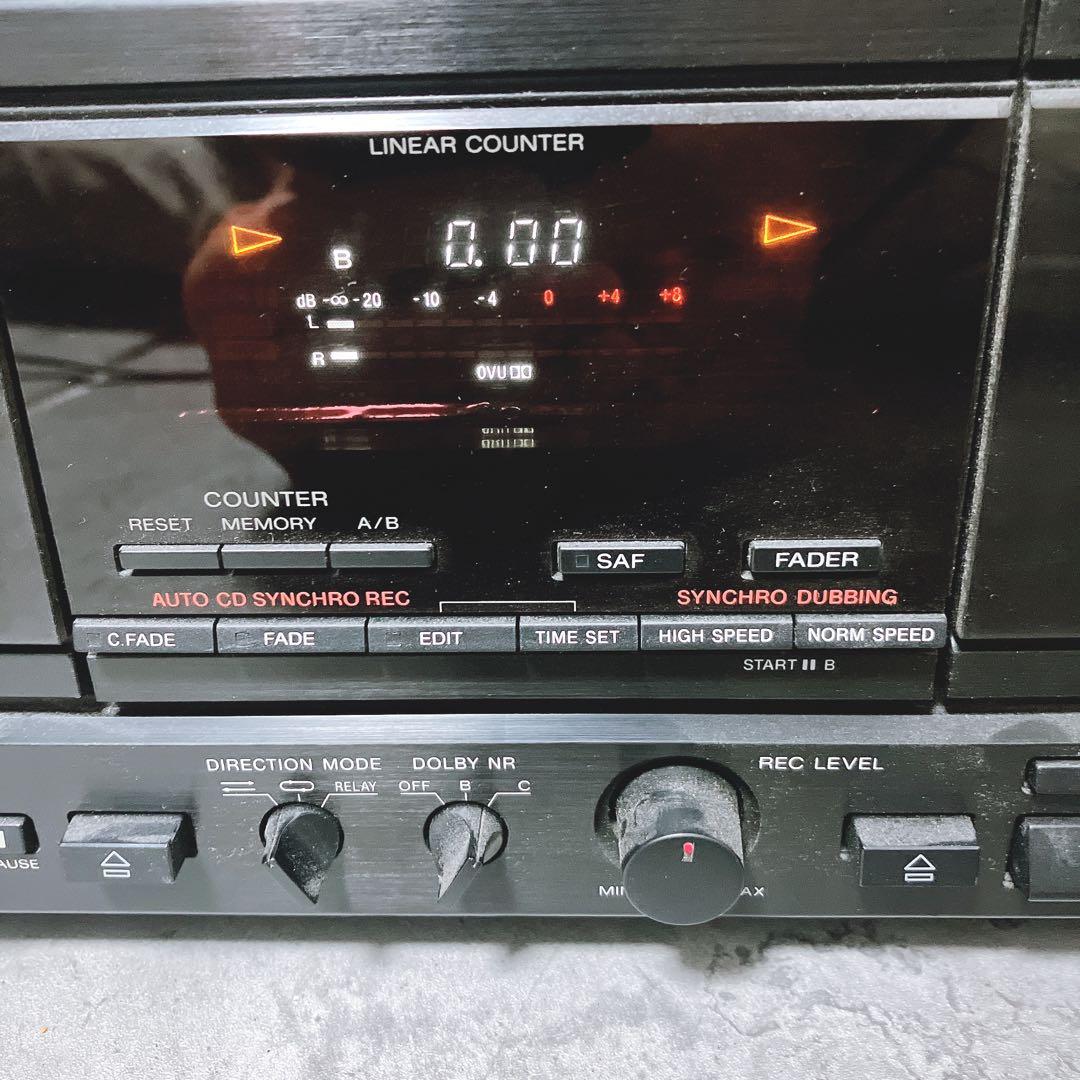 LINEAR COUNTER
B 0.00
dB -∞ -20 -10 -4 0 +4 +8
L
R
0VU
COUNTER
RESET MEMORY A/B
SAF FADER
AUTO CD SYNCHRO REC SYNCHRO DUBBING
C.FADE FADE EDIT TIME SET HIGH SPEED NORM SPEED
START B
DIRECTION MODE DOLBY NR REC LEVEL
RELAY OFF B C
AUSE MIN AX